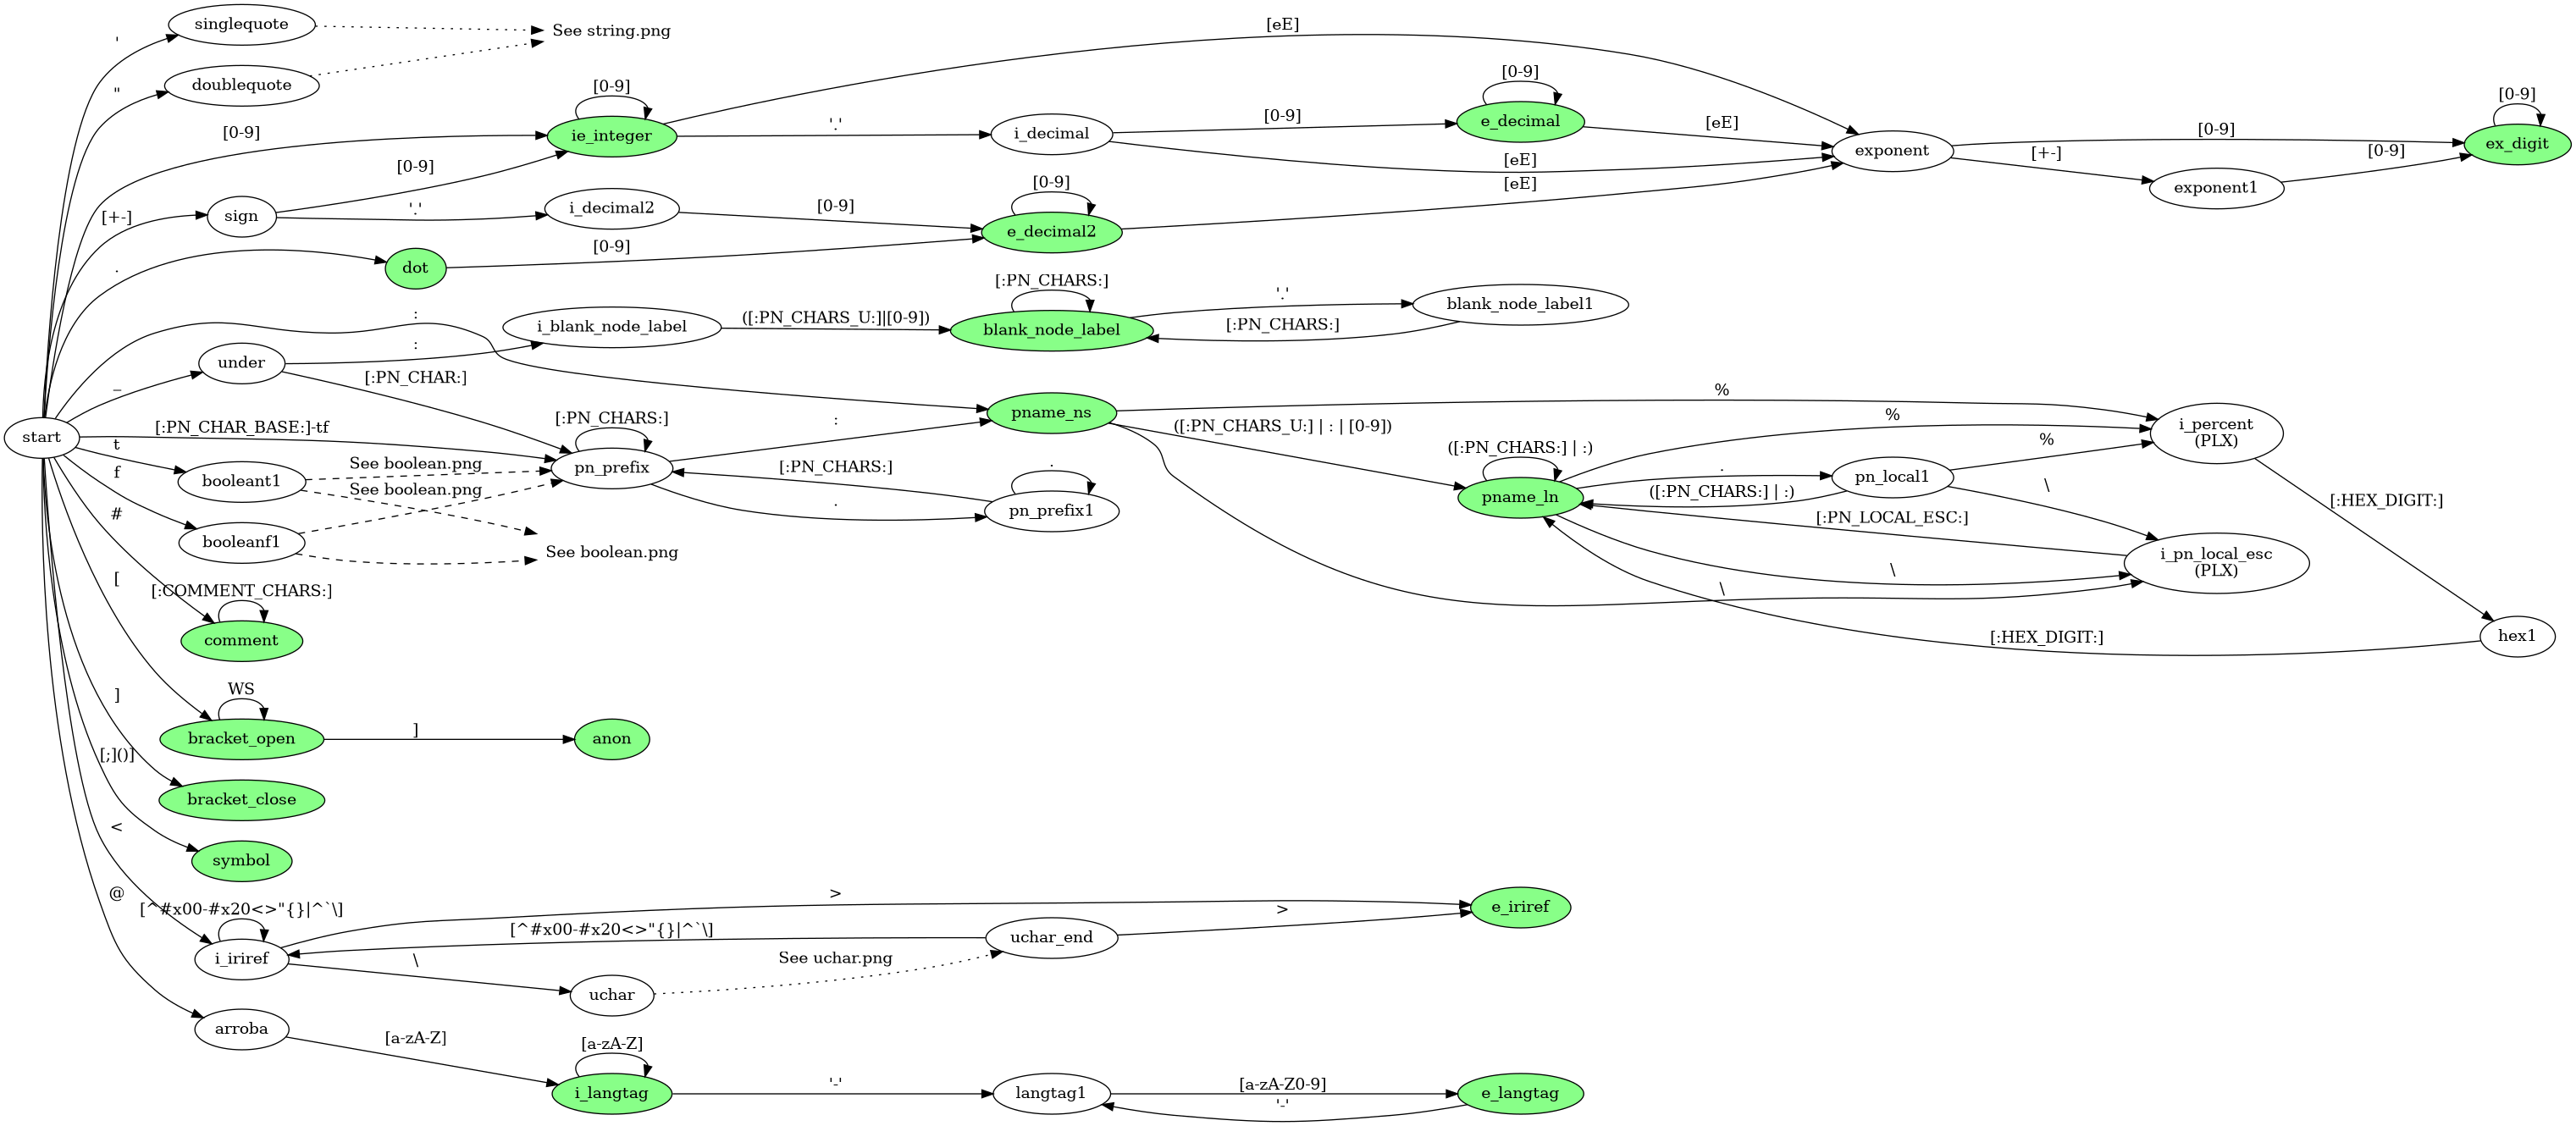 [eE]
singlequote
See string.png
'
doublequote
"
[0-9]
[0-9]
[0-9]
ie_integer
'.'
i_decimal
[0-9]
e_decimal
[eE]
exponent
[0-9]
[0-9]
ex_digit
[0-9]
[0-9]
[eE]
[+-]
[0-9]
exponent1
[+-]
sign
'.'
i_decimal2
[0-9]
[0-9]
e_decimal2
[eE]
.
dot
[0-9]
:
i_blank_node_label
([:PN_CHARS_U:]|[0-9])
[:PN_CHARS:]
blank_node_label
'.'
blank_node_label1
[:PN_CHARS:]
_
under
:
[:PN_CHAR:]
start
[:PN_CHAR_BASE:]-tf
[:PN_CHARS:]
pn_prefix
:
pname_ns
%
([:PN_CHARS_U:] | : | [0-9])
%
i_percent
(PLX)
t
booleant1
See boolean.png
[:PN_CHARS:]
.
pn_prefix1
.
([:PN_CHARS:] | :)
pname_ln
.
pn_local1
%
([:PN_CHARS:] | :)
\
[:HEX_DIGIT:]
f
booleanf1
See boolean.png
See boolean.png
[:PN_LOCAL_ESC:]
i_pn_local_esc
(PLX)
\
\
#
[:COMMENT_CHARS:]
comment
[:HEX_DIGIT:]
hex1
[
WS
bracket_open
]
anon
]
bracket_close
[;]()]
symbol
<
[^#x00-#x20<>"{}|^`\]
i_iriref
>
e_iriref
[^#x00-#x20<>"{}|^`\]
uchar_end
>
\
uchar
See uchar.png
@
arroba
[a-zA-Z]
[a-zA-Z]
i_langtag
'-'
langtag1
[a-zA-Z0-9]
e_langtag
'-'